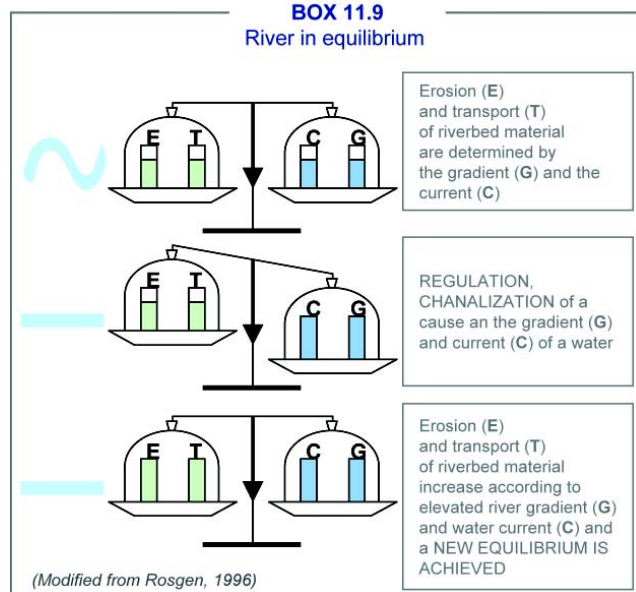 BOX 11.9
River in equilibrium
E T C G
Erosion (E)
and transport (T)
of riverbed material
are determined by
the gradient (G) and the
current (C)
E T C G
REGULATION,
CHANALIZATION of a
cause an the gradient (G)
and current (C) of a water
E T C G
Erosion (E)
and transport (T)
of riverbed material
increase according to
elevated river gradient (G)
and water current (C) and
a NEW EQUILIBRIUM IS
ACHIEVED
(Modified from Rosgen, 1996)